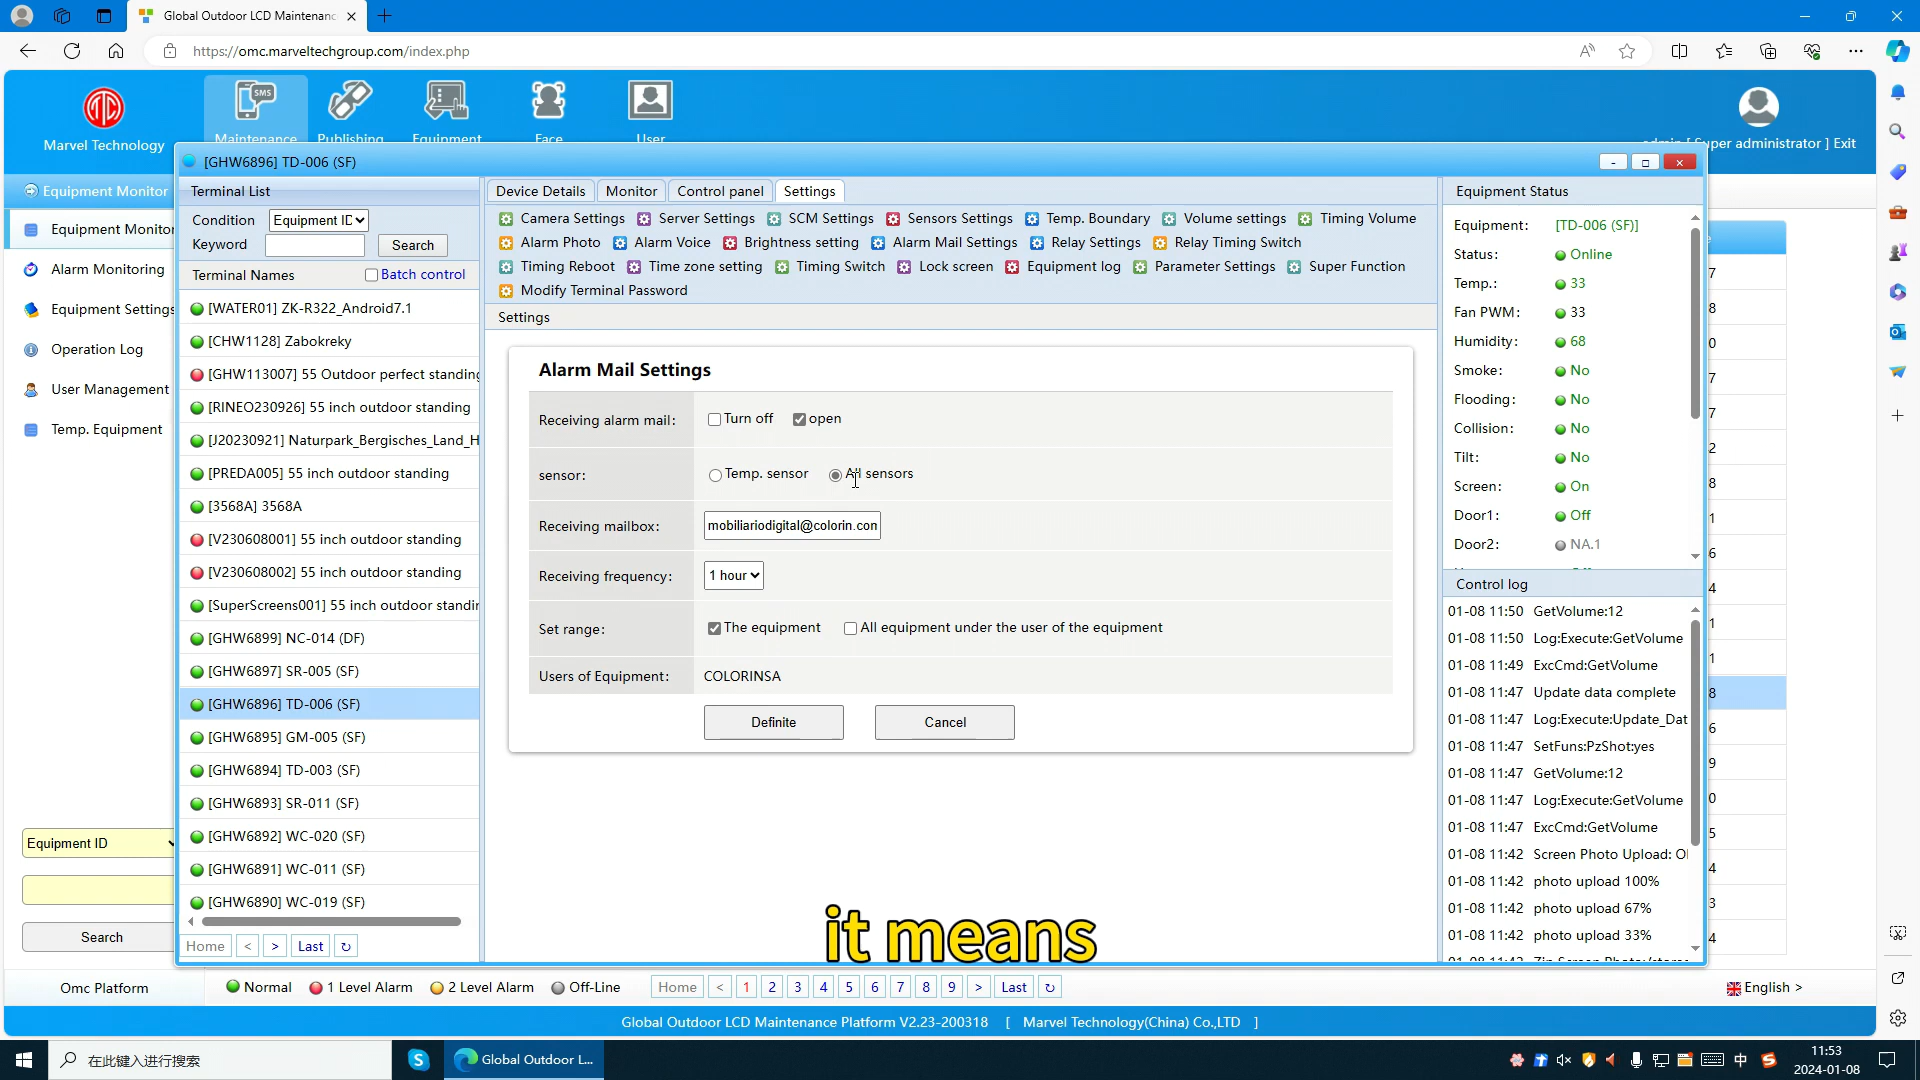 Global Outdoor LCD Maintenanc
https://omc.marveltechgroup.com/index.php
Marvel Technology
SMS
Maintenance
Publishing
Equipment
Face
User
[ Super administrator ] Exit
[GHW6896] TD-006 (SF)
Equipment Monitor
Equipment Monitor
Alarm Monitoring
Equipment Settings
Operation Log
User Management
Temp. Equipment
Equipment ID
Search
Terminal List
Condition Equipment ID
Keyword Search
Terminal Names Batch control
[WATER01] ZK-R322_Android7.1
[CHW1128] Zabokreky
[GHW113007] 55 Outdoor perfect standing
[RINEO230926] 55 inch outdoor standing
[J20230921] Naturpark_Bergisches_Land_H
[PREDA005] 55 inch outdoor standing
[3568A] 3568A
[V230608001] 55 inch outdoor standing
[V230608002] 55 inch outdoor standing
[SuperScreens001] 55 inch outdoor standin
[GHW6899] NC-014 (DF)
[GHW6897] SR-005 (SF)
[GHW6896] TD-006 (SF)
[GHW6895] GM-005 (SF)
[GHW6894] TD-003 (SF)
[GHW6893] SR-011 (SF)
[GHW6892] WC-020 (SF)
[GHW6891] WC-011 (SF)
[GHW6890] WC-019 (SF)
Home < > Last ↻
Device Details Monitor Control panel Settings
Camera Settings Server Settings SCM Settings Sensors Settings Temp. Boundary Volume settings Timing Volume
Alarm Photo Alarm Voice Brightness setting Alarm Mail Settings Relay Settings Relay Timing Switch
Timing Reboot Time zone setting Timing Switch Lock screen Equipment log Parameter Settings Super Function
Modify Terminal Password
Settings
Alarm Mail Settings
Receiving alarm mail: Turn off open
sensor: Temp. sensor All sensors
Receiving mailbox: mobiliariodigital@colorin.com
Receiving frequency: 1 hour
Set range: The equipment All equipment under the user of the equipment
Users of Equipment: COLORINSA
Definite Cancel
it means
Equipment Status
Equipment: [TD-006 (SF)]
Status: Online
Temp.: 33
Fan PWM: 33
Humidity: 68
Smoke: No
Flooding: No
Collision: No
Tilt: No
Screen: On
Door1: Off
Door2: NA.1
Control log
01-08 11:50 GetVolume:12
01-08 11:50 Log:Execute:GetVolume
01-08 11:49 ExcCmd:GetVolume
01-08 11:47 Update data complete
01-08 11:47 Log:Execute:Update_Dat
01-08 11:47 SetFuns:PzShot:yes
01-08 11:47 GetVolume:12
01-08 11:47 Log:Execute:GetVolume
01-08 11:47 ExcCmd:GetVolume
01-08 11:42 Screen Photo Upload: O
01-08 11:42 photo upload 100%
01-08 11:42 photo upload 67%
01-08 11:42 photo upload 33%
Omc Platform Normal 1 Level Alarm 2 Level Alarm Off-Line Home < 1 2 3 4 5 6 7 8 9 > Last ↻ English >
Global Outdoor LCD Maintenance Platform V2.23-200318 [ Marvel Technology(China) Co.,LTD ]
在此键入进行搜索
Global Outdoor L...
中
11:53
2024-01-08